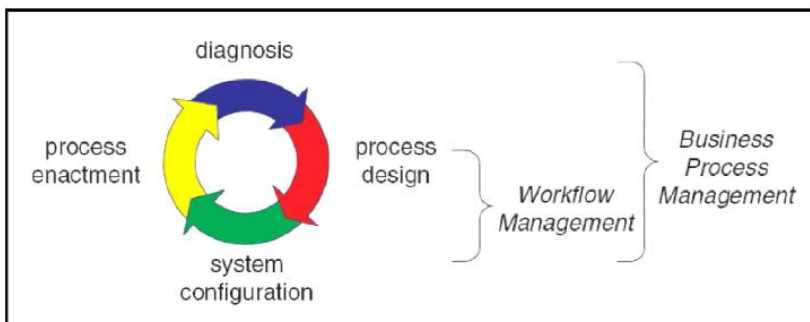 diagnosis
process
enactment
process
design
system
configuration
Workflow
Management
Business
Process
Management